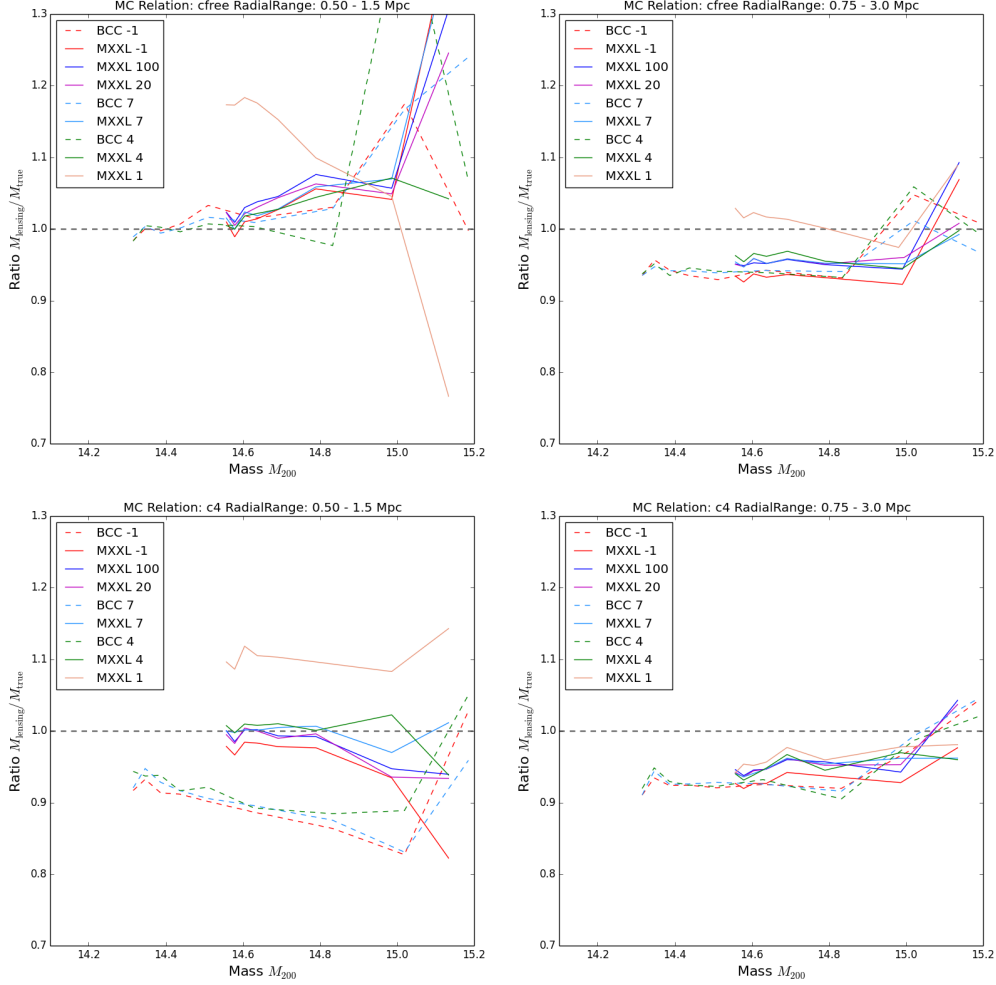 MC Relation: cfree RadialRange: 0.50 - 1.5 Mpc
1.3
1.2
1.1
1.0
0.9
0.8
0.7
Ratio M_lensing/M_true
BCC -1
MXXL -1
MXXL 100
MXXL 20
BCC 7
MXXL 7
BCC 4
MXXL 4
MXXL 1
14.2 14.4 14.6 14.8 15.0 15.2
Mass M_200
MC Relation: cfree RadialRange: 0.75 - 3.0 Mpc
1.3
1.2
1.1
1.0
0.9
0.8
0.7
Ratio M_lensing/M_true
BCC -1
MXXL -1
MXXL 100
MXXL 20
BCC 7
MXXL 7
BCC 4
MXXL 4
MXXL 1
14.2 14.4 14.6 14.8 15.0 15.2
Mass M_200
MC Relation: c4 RadialRange: 0.50 - 1.5 Mpc
1.3
1.2
1.1
1.0
0.9
0.8
0.7
Ratio M_lensing/M_true
BCC -1
MXXL -1
MXXL 100
MXXL 20
BCC 7
MXXL 7
BCC 4
MXXL 4
MXXL 1
14.2 14.4 14.6 14.8 15.0 15.2
Mass M_200
MC Relation: c4 RadialRange: 0.75 - 3.0 Mpc
1.3
1.2
1.1
1.0
0.9
0.8
0.7
Ratio M_lensing/M_true
BCC -1
MXXL -1
MXXL 100
MXXL 20
BCC 7
MXXL 7
BCC 4
MXXL 4
MXXL 1
14.2 14.4 14.6 14.8 15.0 15.2
Mass M_200